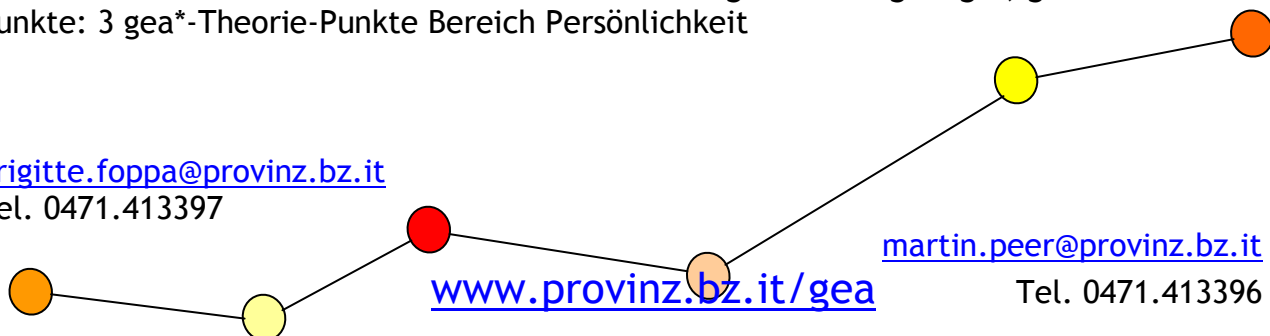 unkte: 3 gea*-Theorie-Punkte Bereich Persönlichkeit
rigitte.foppa@provinz.bz.it
el. 0471.413397
martin.peer@provinz.bz.it
www.provinz.bz.it/gea
Tel. 0471.413396